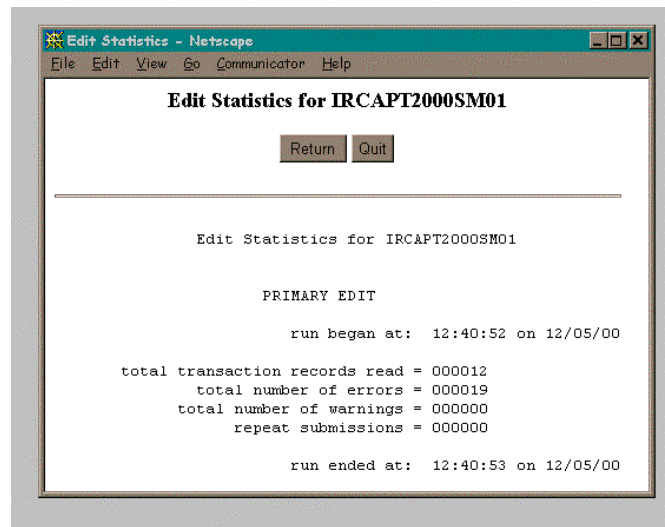 Edit Statistics - Netscape
File Edit View Go Communicator Help
Edit Statistics for IRCAPT2000SM01
Return Quit
Edit Statistics for IRCAPT2000SM01
PRIMARY EDIT
run began at: 12:40:52 on 12/05/00
total transaction records read = 000012
total number of errors = 000019
total number of warnings = 000000
repeat submissions = 000000
run ended at: 12:40:53 on 12/05/00